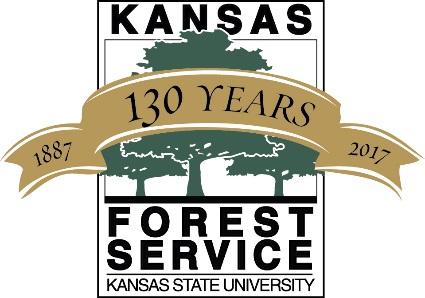 KANSAS
130 YEARS
1887
2017
FOREST
SERVICE
KANSAS STATE UNIVERSITY